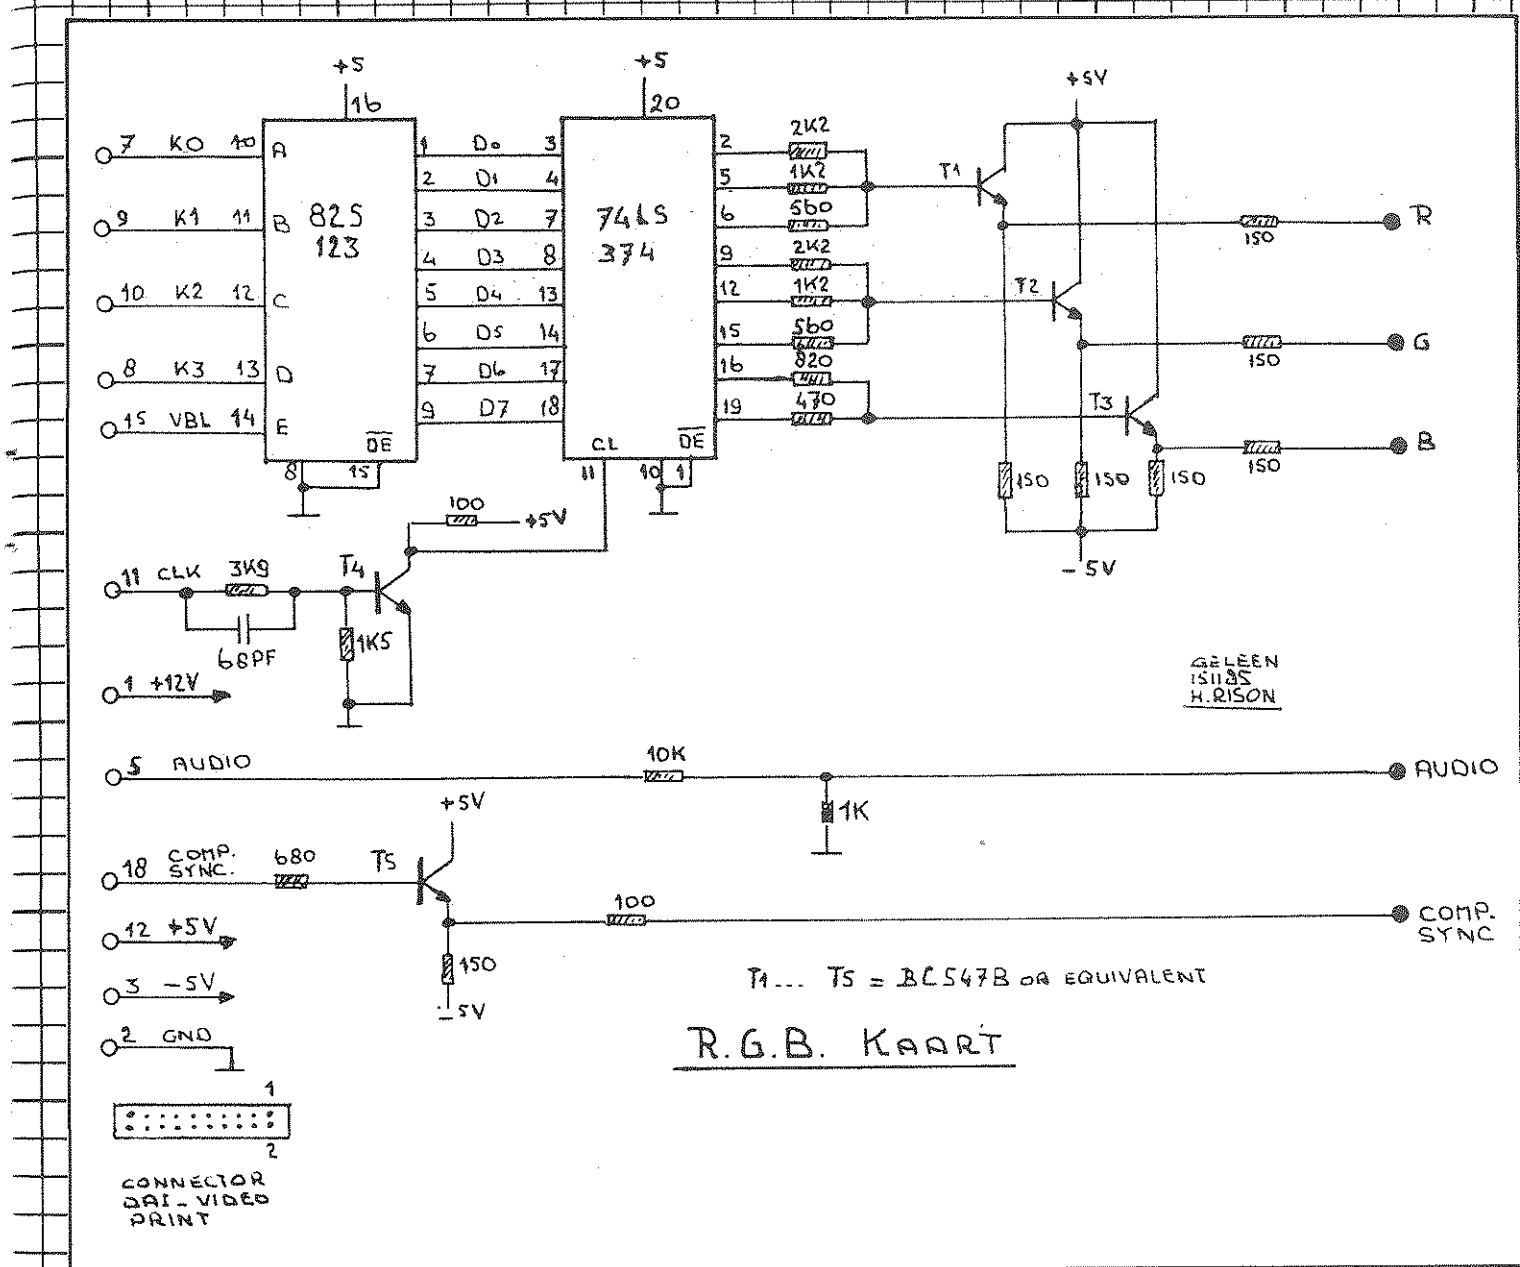 +5
+5
+5V
16
20
7 K0 10 A
1 D0 3
2
2K2
2 D1 4
5
1K2
T1
9 K1 11 B
82S
123
3 D2 7
74LS
374
6
560
150
R
4 D3 8
9
2K2
10 K2 12 C
5 D4 13
12
1K2
T2
6 D5 14
15
560
150
G
8 K3 13 D
7 D6 17
16
820
15 VBL 14 E
9 D7 18
19
470
T3
150
B
OE
CL
OE
8
15
11
10
1
150
150
150
100
+5V
-5V
11 CLK
3K9
T4
68PF
1K5
1 +12V
GELEEN
151185
H.RISON
5 AUDIO
10K
AUDIO
1K
+5V
18 COMP.
SYNC.
680
T5
100
COMP.
SYNC
12 +5V
150
T1... T5 = BC547B OR EQUIVALENT
3 -5V
-5V
2 GND
R.G.B. KAART
1
2
CONNECTOR
DAI-VIDEO
PRINT